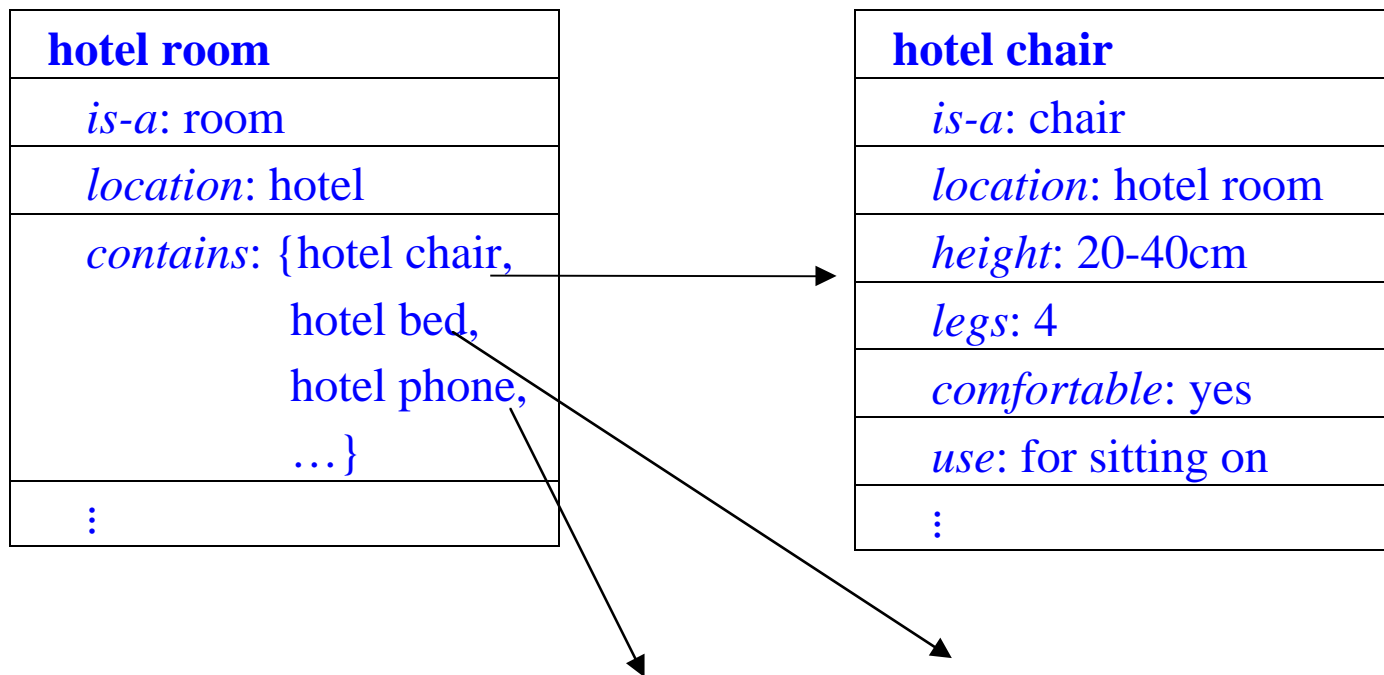 hotel room
is-a: room
location: hotel
contains: {hotel chair,
hotel bed,
hotel phone,
…}
⋮
hotel chair
is-a: chair
location: hotel room
height: 20-40cm
legs: 4
comfortable: yes
use: for sitting on
⋮